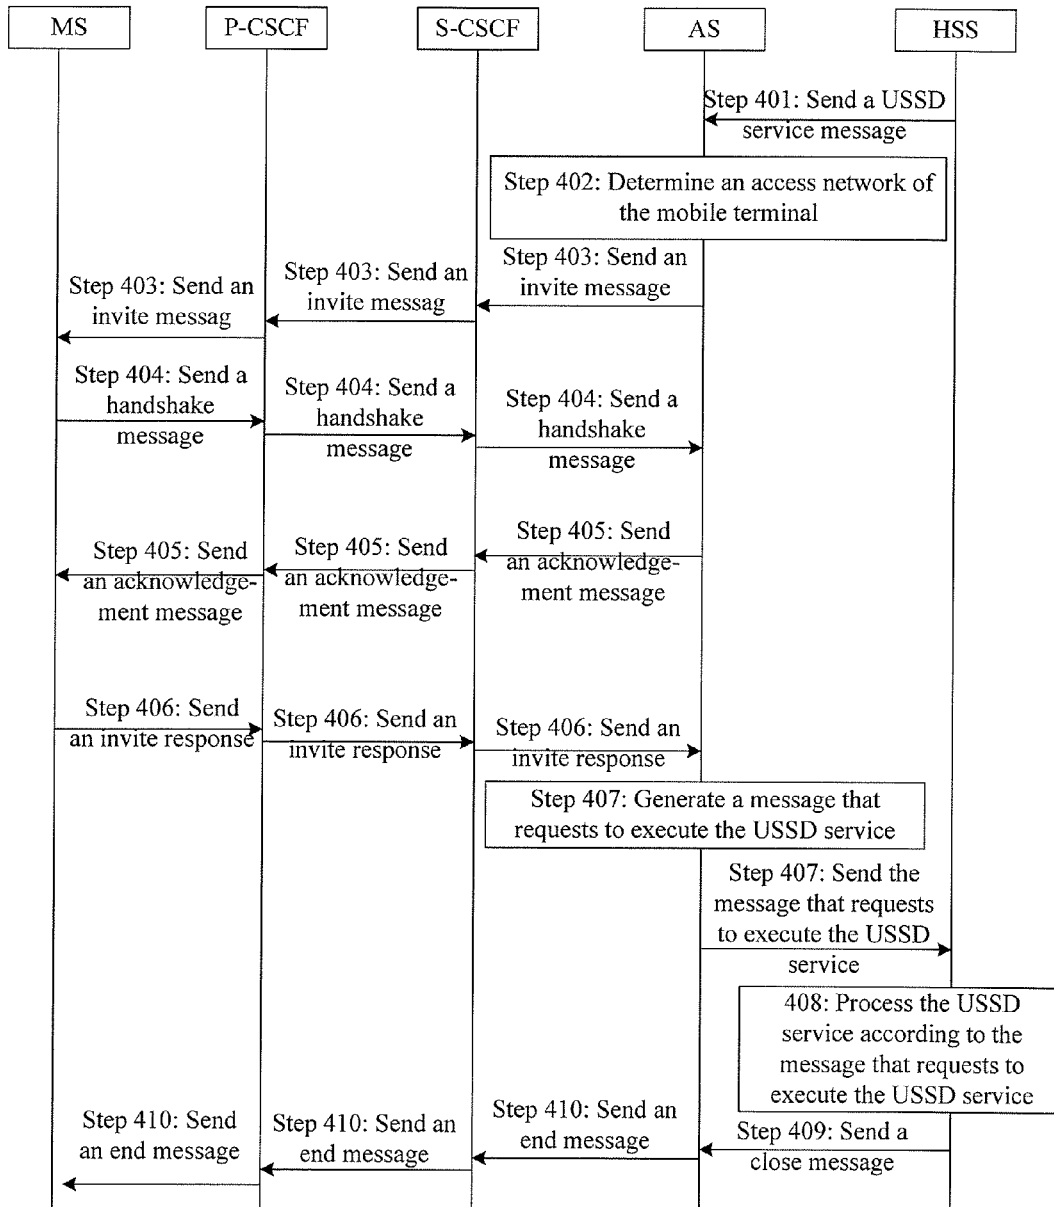 MS
P-CSCF
S-CSCF
AS
HSS
Step 401: Send a USSD
service message
Step 402: Determine an access network of
the mobile terminal
Step 403: Send an
invite message
Step 403: Send an
invite messag
Step 403: Send an
invite messag
Step 404: Send a
handshake
message
Step 404: Send a
handshake
message
Step 404: Send a
handshake
message
Step 405: Send
an acknowledge-
ment message
Step 405: Send
an acknowledge-
ment message
Step 405: Send
an acknowledge-
ment message
Step 406: Send
an invite response
Step 406: Send an
invite response
Step 406: Send an
invite response
Step 407: Generate a message that
requests to execute the USSD service
Step 407: Send the
message that requests
to execute the USSD
service
408: Process the USSD
service according to the
message that requests to
execute the USSD service
Step 409: Send a
close message
Step 410: Send an
end message
Step 410: Send an
end message
Step 410: Send
an end message